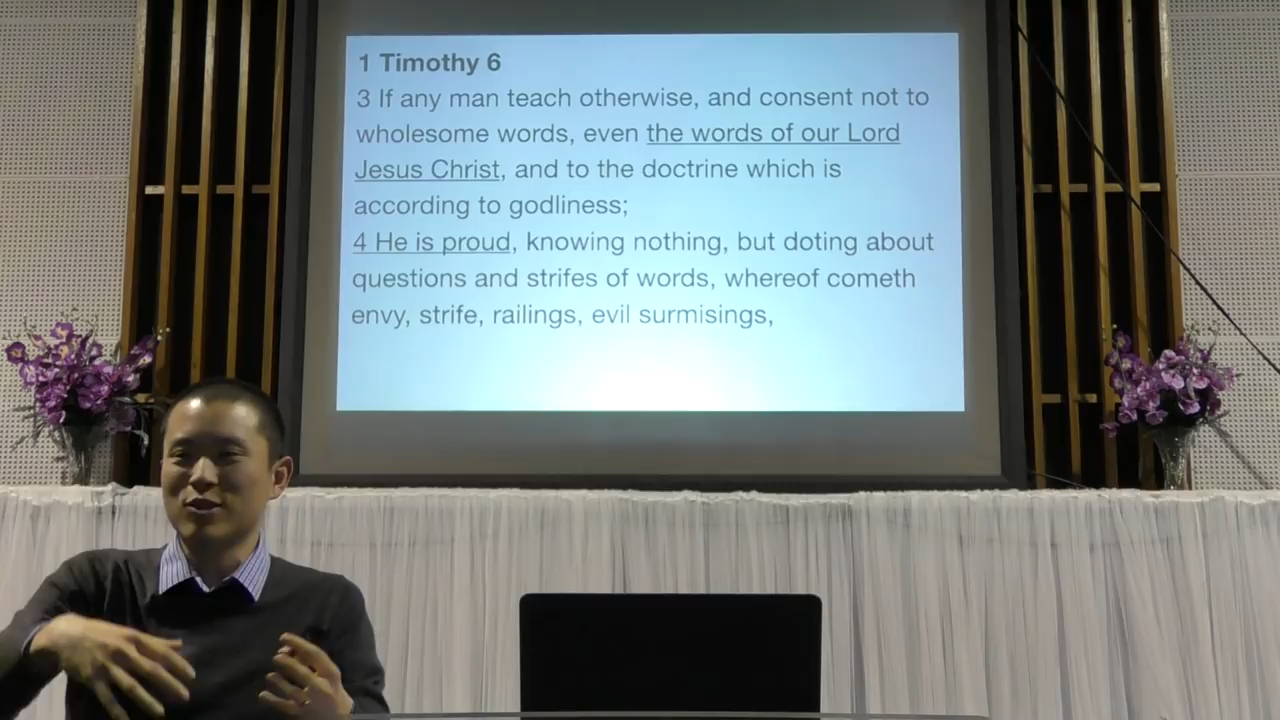 1 Timothy 6
3 If any man teach otherwise, and consent not to
wholesome words, even the words of our Lord
Jesus Christ, and to the doctrine which is
according to godliness;
4 He is proud, knowing nothing, but doting about
questions and strifes of words, whereof cometh
envy, strife, railings, evil surmisings,